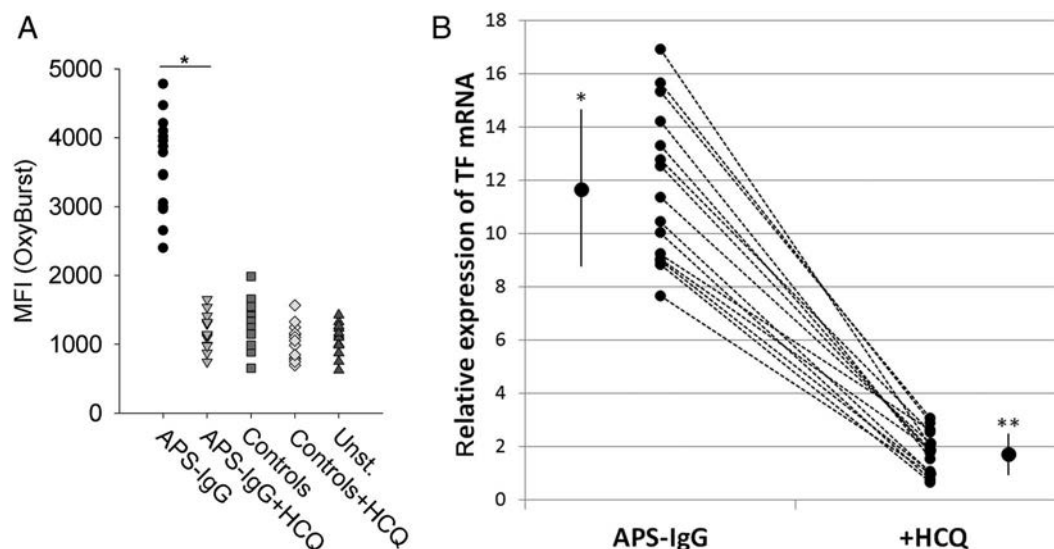 A
*
5000
4000
3000
2000
1000
0
MFI (OxyBurst)
APS-IgG
APS-IgG+HCQ
Controls
Controls+HCQ
Unst.
B
18
16
14
12
10
8
6
4
2
0
Relative expression of TF mRNA
*
**
APS-IgG
+HCQ